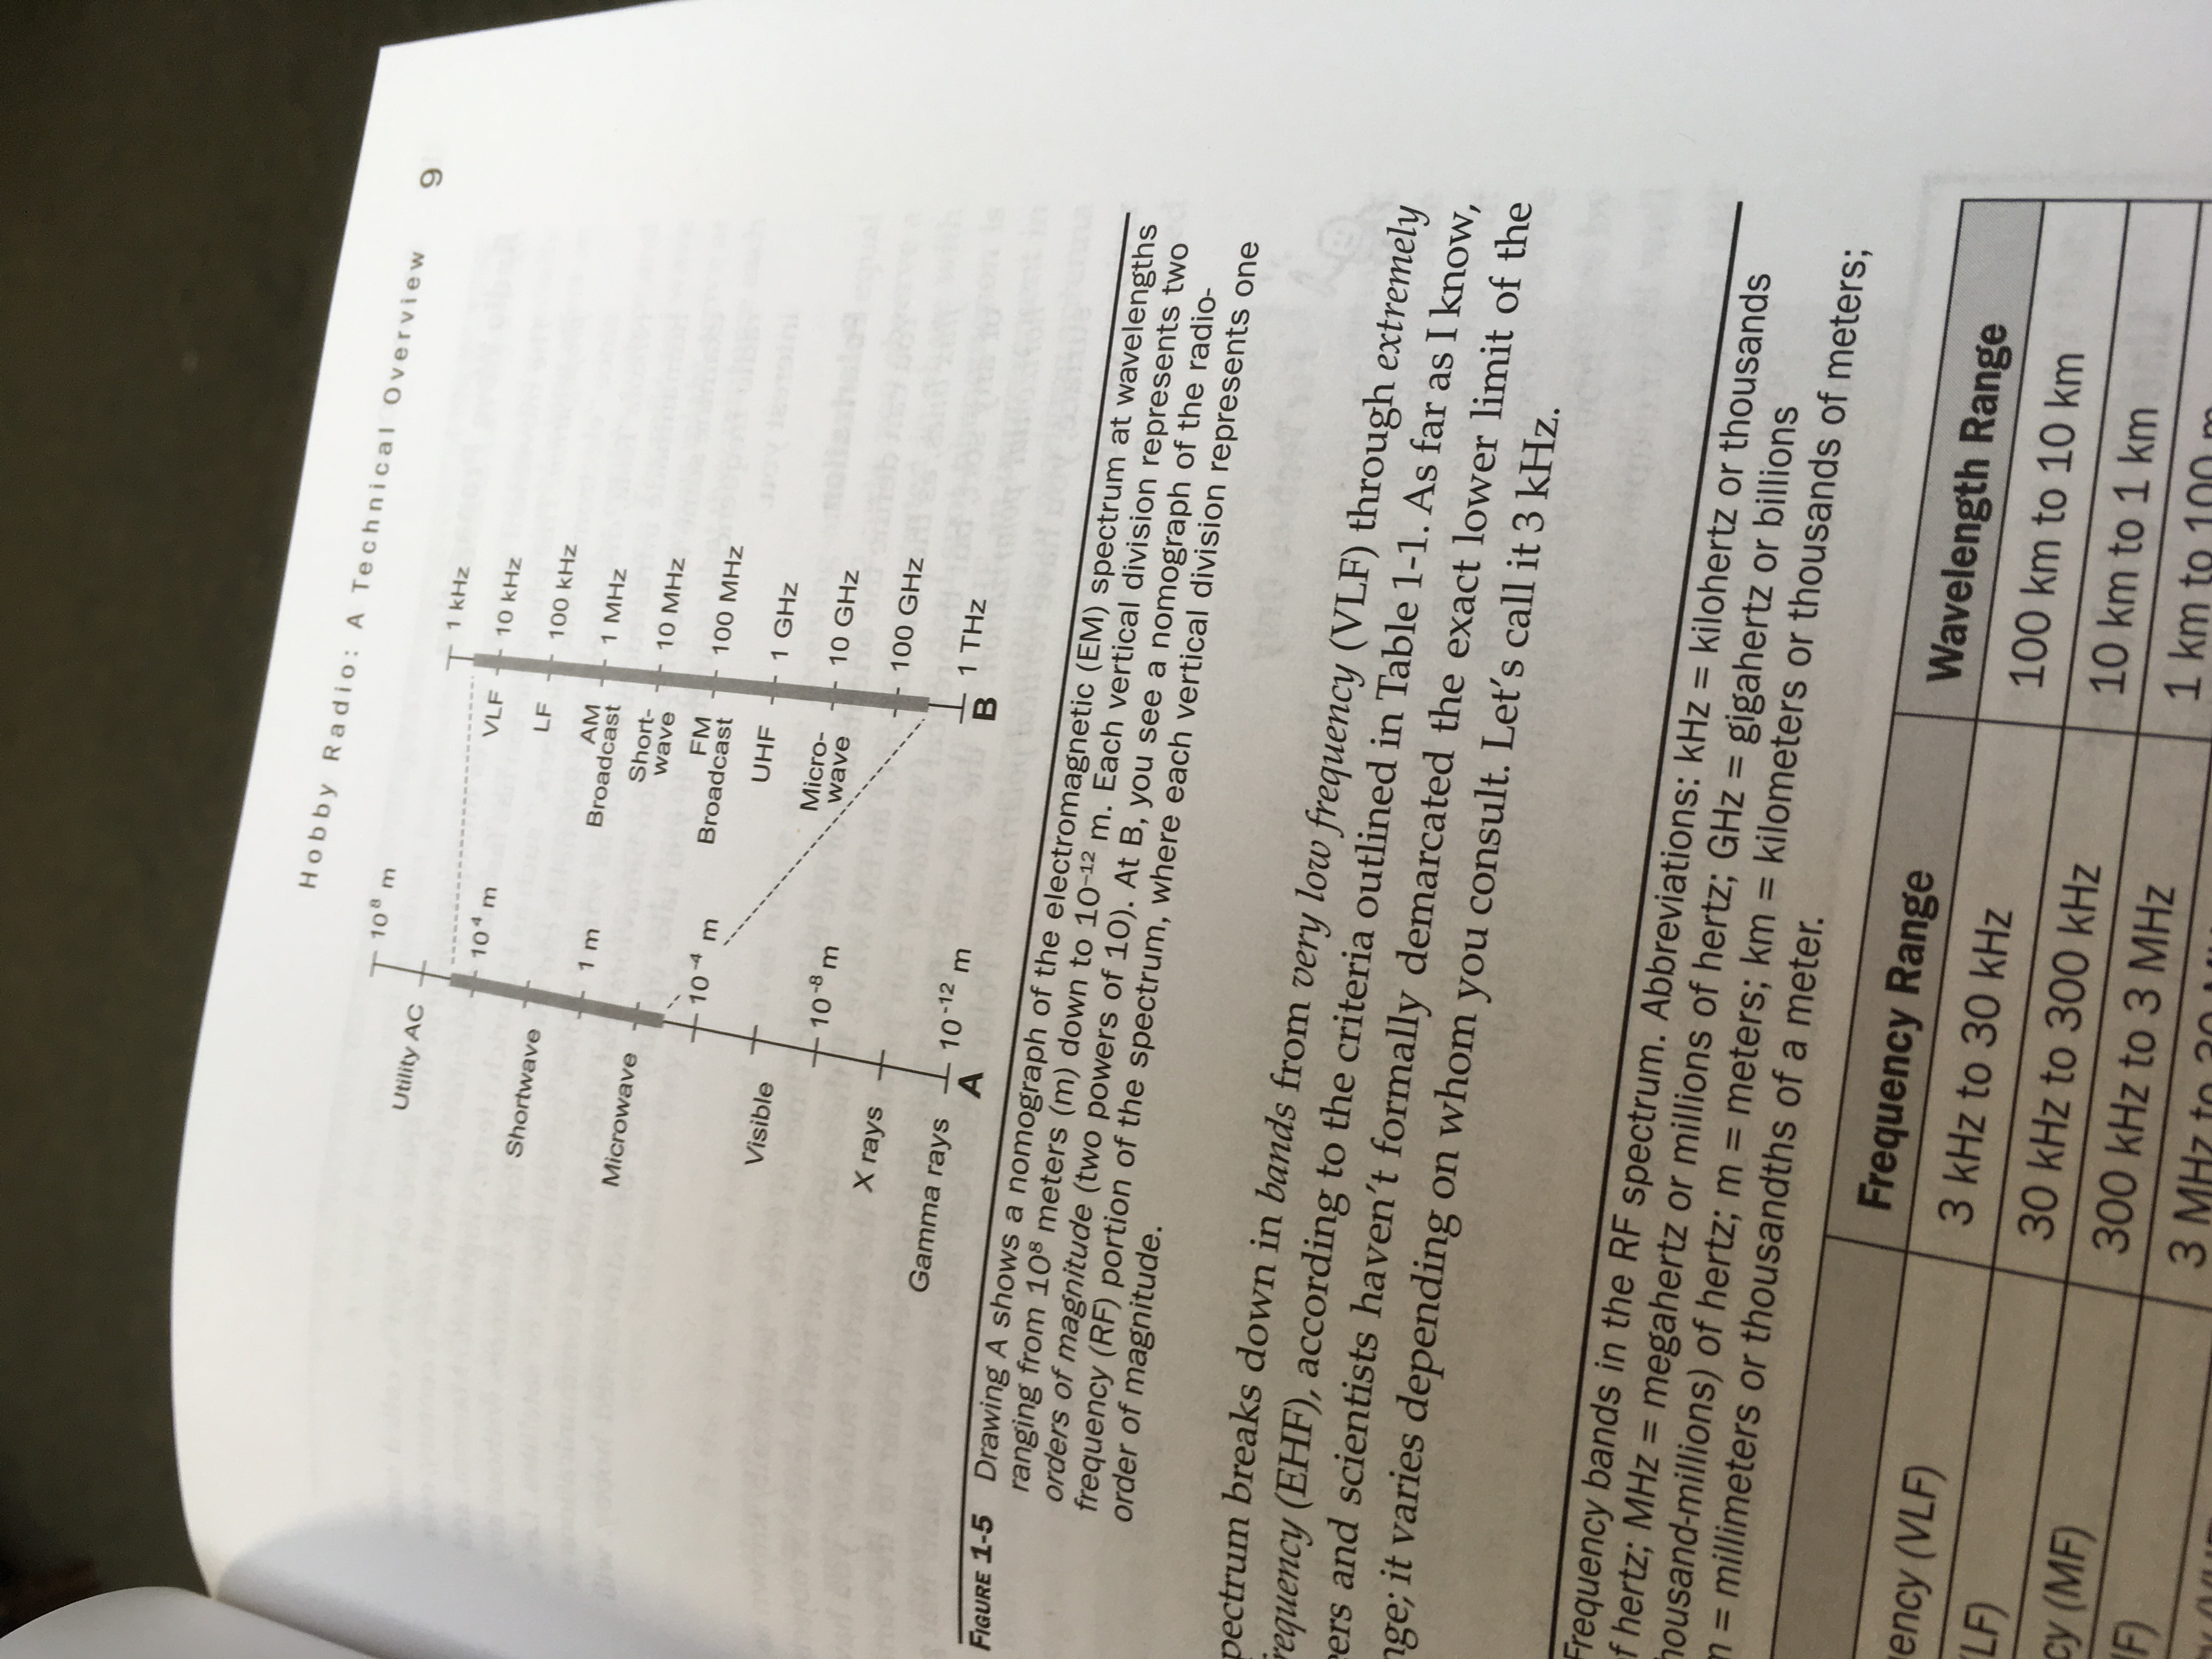 Hobby Radio: A Technical Overview 9
10⁸ m
Utility AC
10⁴ m
Shortwave
1 m
Microwave
10⁻⁴ m
Visible
10⁻⁸ m
X rays
Gamma rays
10⁻¹² m
A
1 kHz
VLF
10 kHz
LF
100 kHz
AM
Broadcast
1 MHz
Short-
wave
10 MHz
FM
Broadcast
100 MHz
UHF
1 GHz
Micro-
wave
10 GHz
100 GHz
1 THz
B
FIGURE 1-5 Drawing A shows a nomograph of the electromagnetic (EM) spectrum at wavelengths
ranging from 10⁸ meters (m) down to 10⁻¹² m. Each vertical division represents two
orders of magnitude (two powers of 10). At B, you see a nomograph of the radio-
frequency (RF) portion of the spectrum, where each vertical division represents one
order of magnitude.
pectrum breaks down in bands from very low frequency (VLF) through extremely
requency (EHF), according to the criteria outlined in Table 1-1. As far as I know,
eers and scientists haven't formally demarcated the exact lower limit of the
nge; it varies depending on whom you consult. Let's call it 3 kHz.
Frequency bands in the RF spectrum. Abbreviations: kHz = kilohertz or thousands
f hertz; MHz = megahertz or millions of hertz; GHz = gigahertz or billions
housand-millions) of hertz; m = meters; km = kilometers or thousands of meters;
m = millimeters or thousandths of a meter.
Frequency Range Wavelength Range
ency (VLF) 3 kHz to 30 kHz 100 km to 10 km
LF) 30 kHz to 300 kHz 10 km to 1 km
cy (MF) 300 kHz to 3 MHz 1 km to 100 m
F) 3 MHz to 30